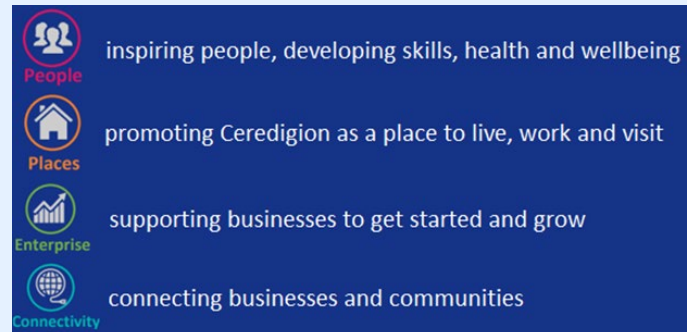 inspiring people, developing skills, health and wellbeing
People
promoting Ceredigion as a place to live, work and visit
Places
supporting businesses to get started and grow
Enterprise
connecting businesses and communities
Connectivity